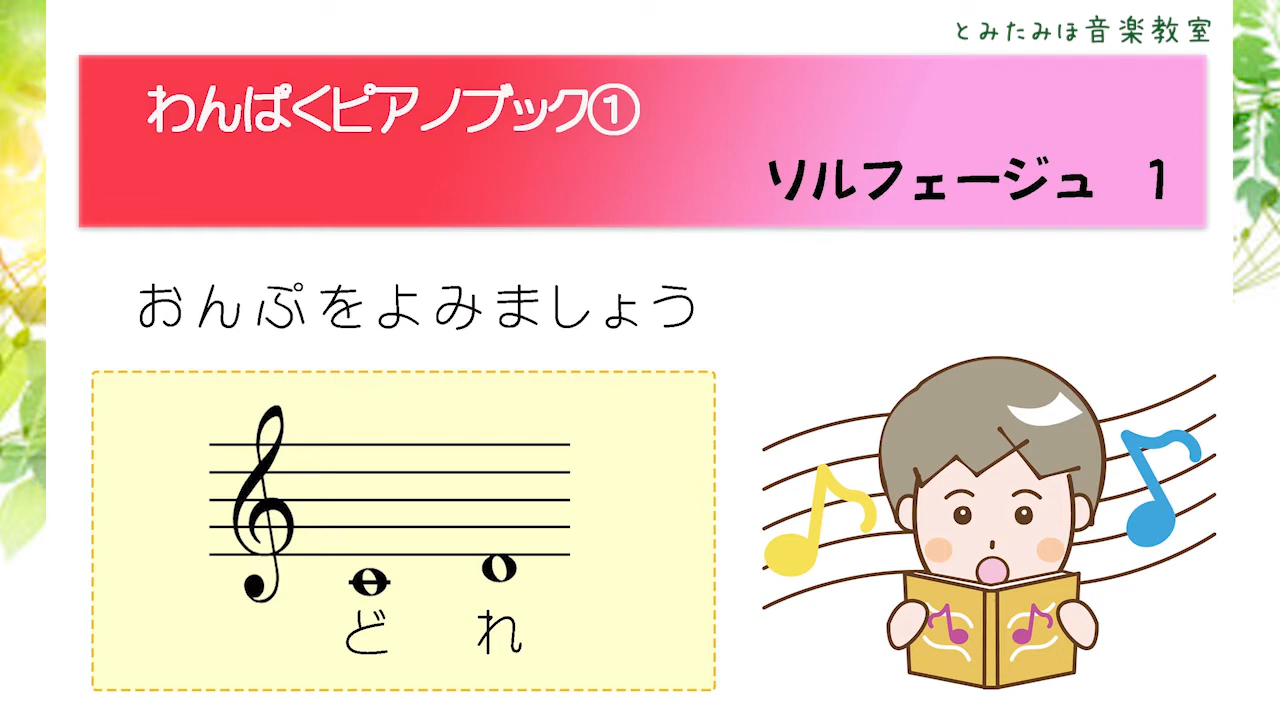 とみたみほ音楽教室
わんぱくピアノブック①
ソルフェージュ　1
おんぷをよみましょう
ど　れ